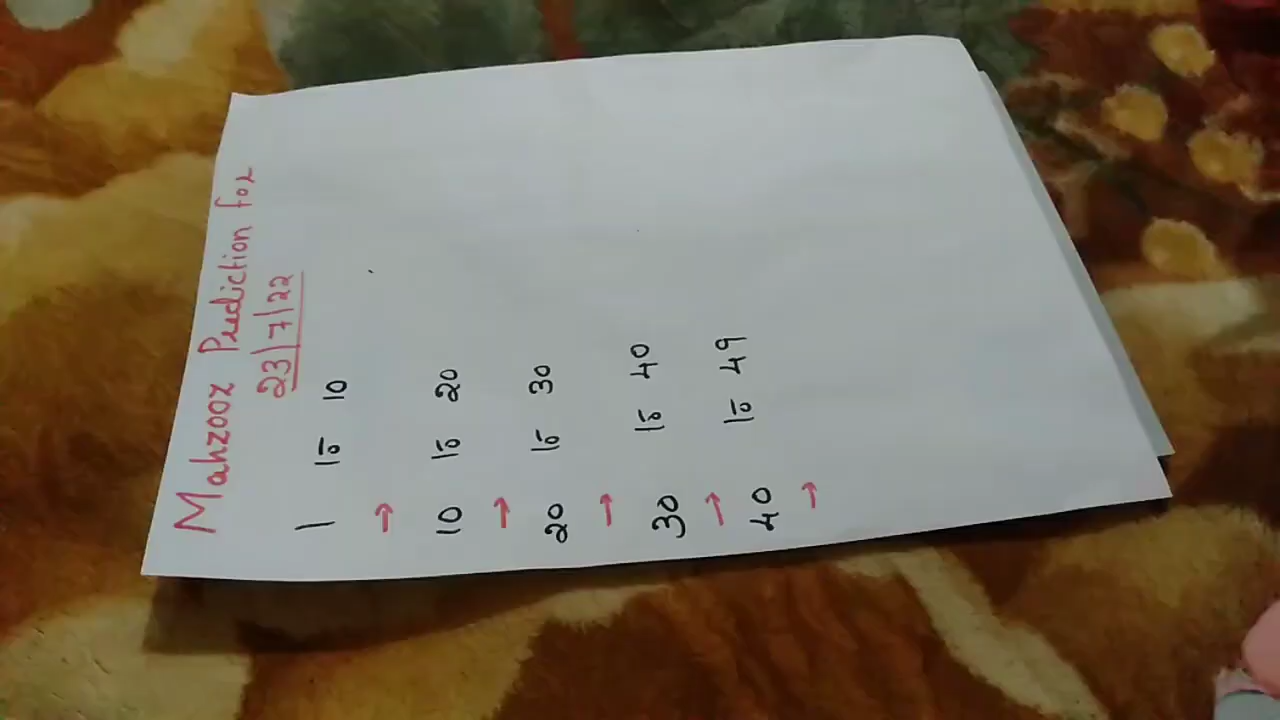 Mahzooz Prediction for
23/7/22
1 to 10
→
10 to 20
→
20 to 30
→
30 to 40
→
40 to 49
→